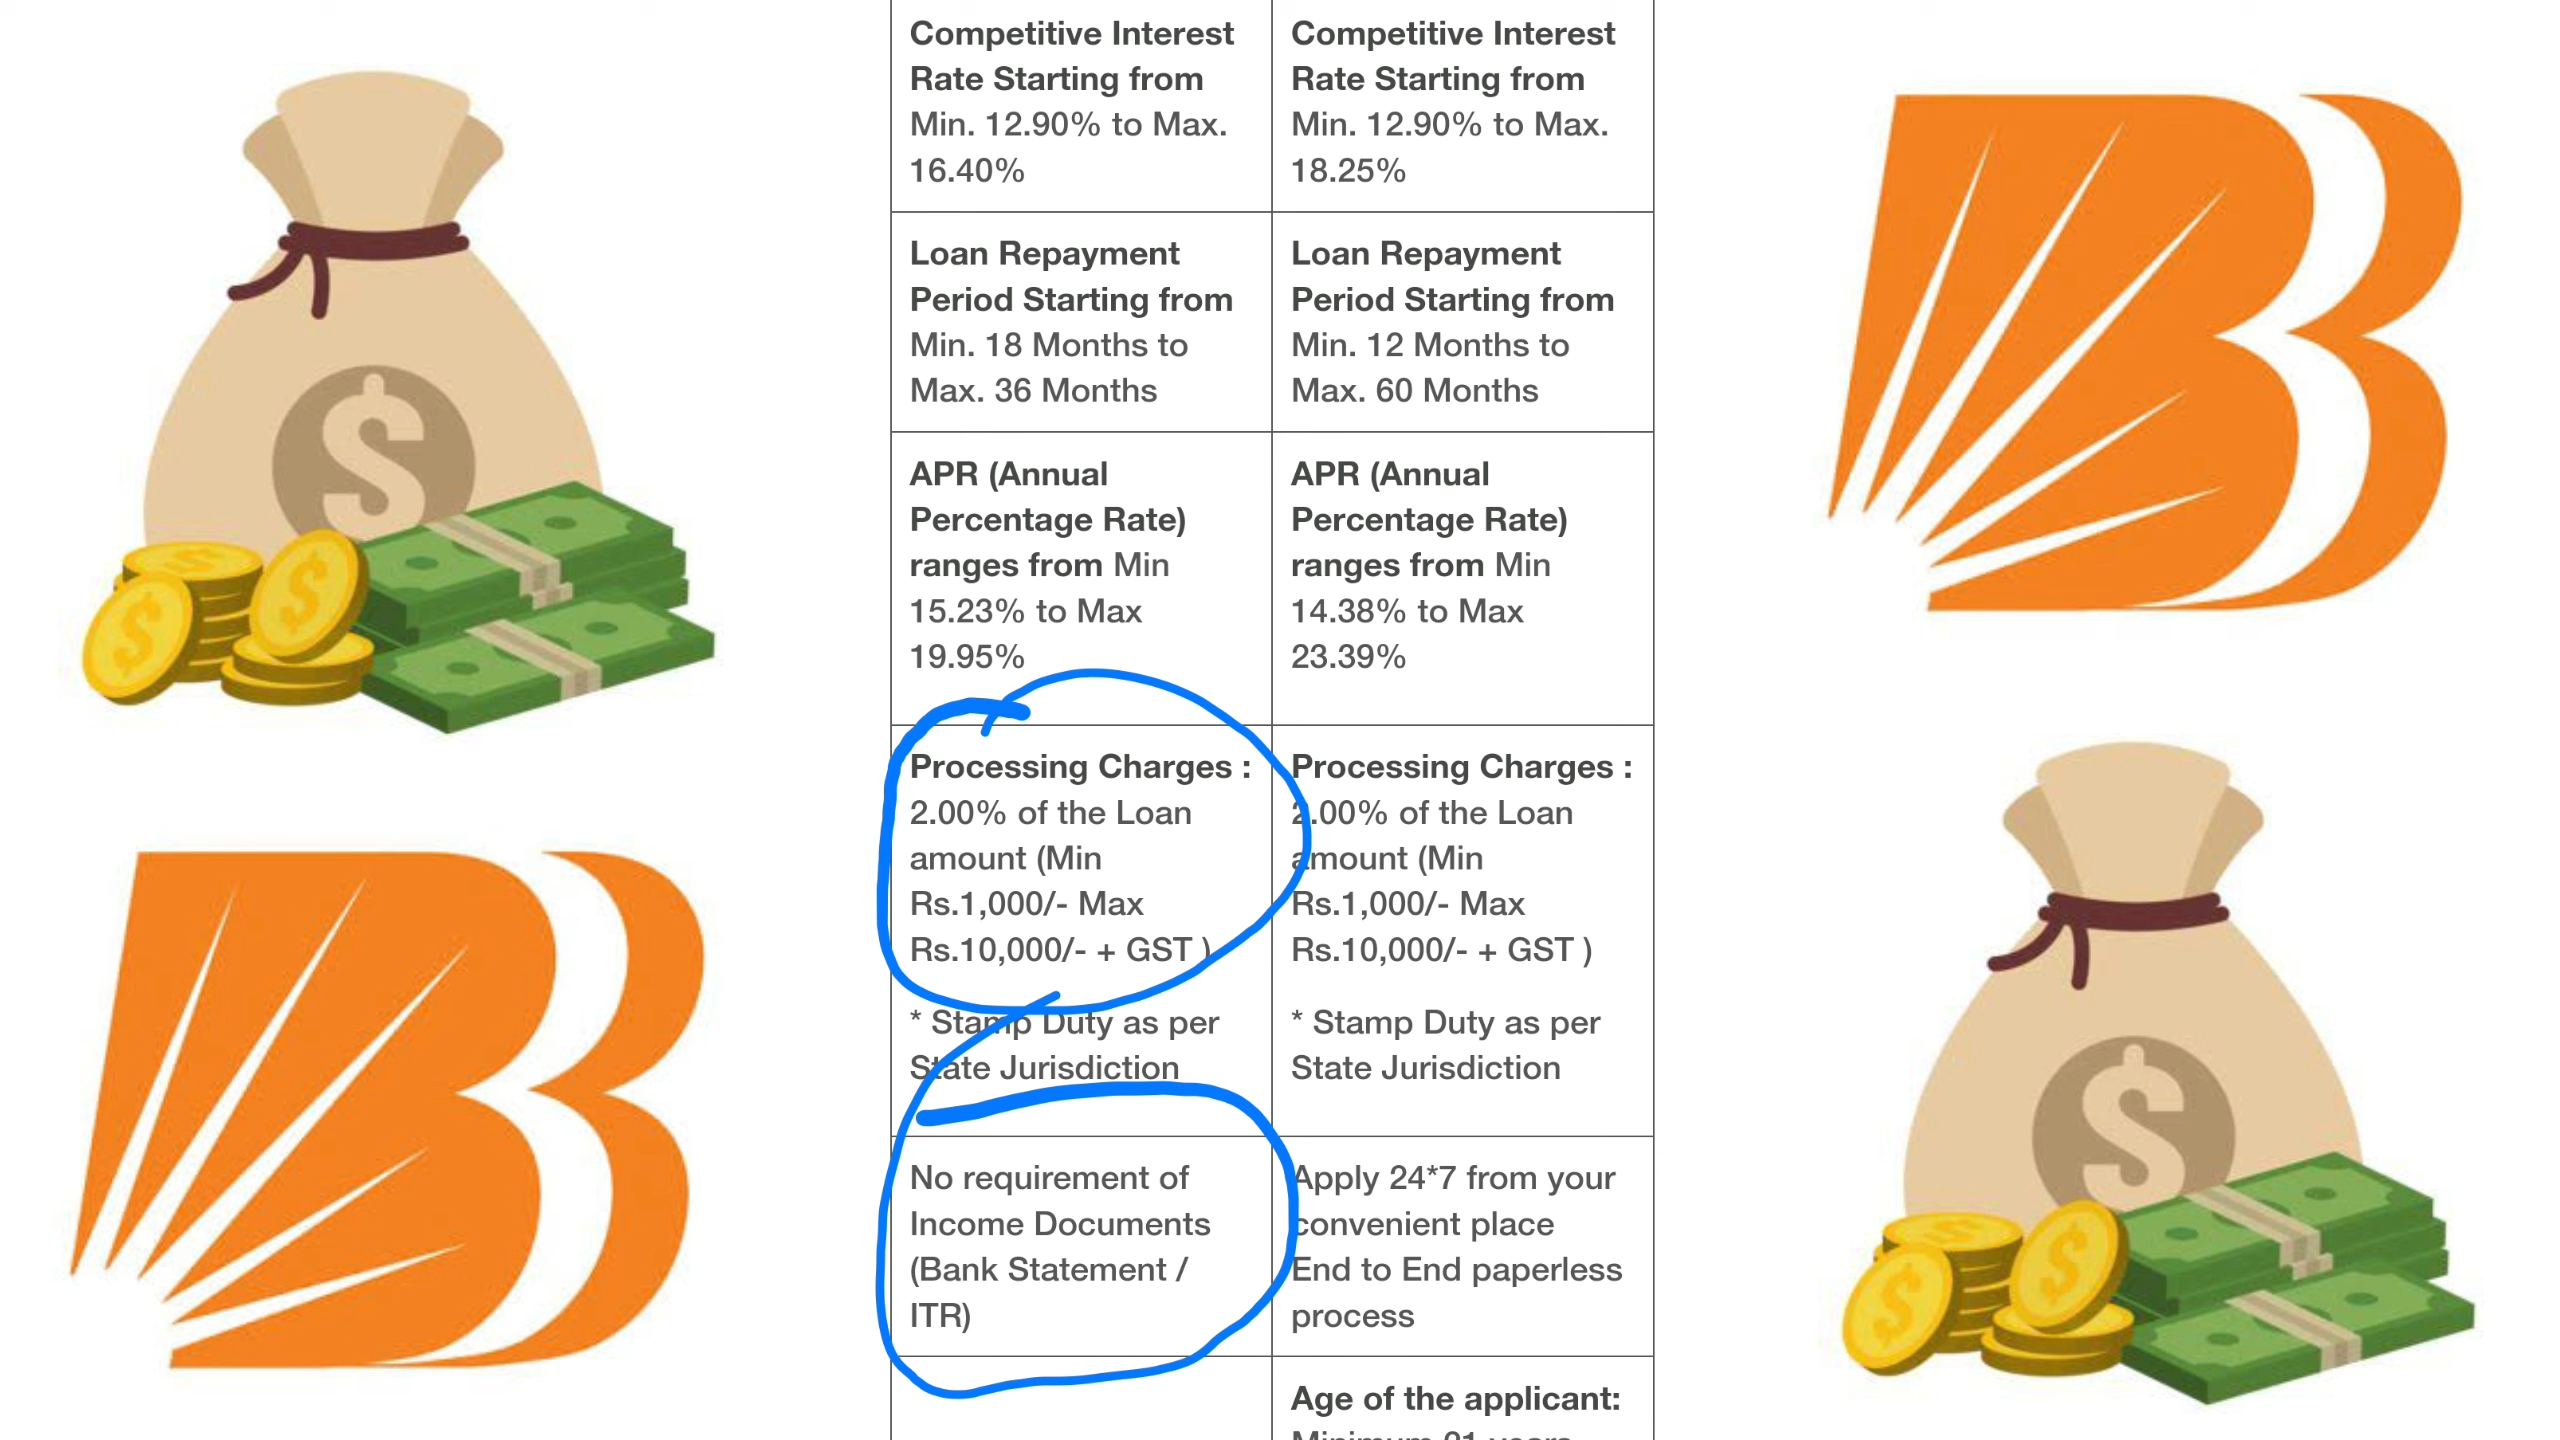 Competitive Interest
Rate Starting from
Min. 12.90% to Max.
16.40%
Competitive Interest
Rate Starting from
Min. 12.90% to Max.
18.25%
Loan Repayment
Period Starting from
Min. 18 Months to
Max. 36 Months
Loan Repayment
Period Starting from
Min. 12 Months to
Max. 60 Months
APR (Annual
Percentage Rate)
ranges from Min
15.23% to Max
19.95%
APR (Annual
Percentage Rate)
ranges from Min
14.38% to Max
23.39%
Processing Charges :
2.00% of the Loan
amount (Min
Rs.1,000/- Max
Rs.10,000/- + GST )
* Stamp Duty as per
State Jurisdiction
Processing Charges :
2.00% of the Loan
amount (Min
Rs.1,000/- Max
Rs.10,000/- + GST )
* Stamp Duty as per
State Jurisdiction
No requirement of
Income Documents
(Bank Statement /
ITR)
Apply 24*7 from your
convenient place
End to End paperless
process
Age of the applicant:
Minimum 21 years
$
$
$
$
$
$
$
$